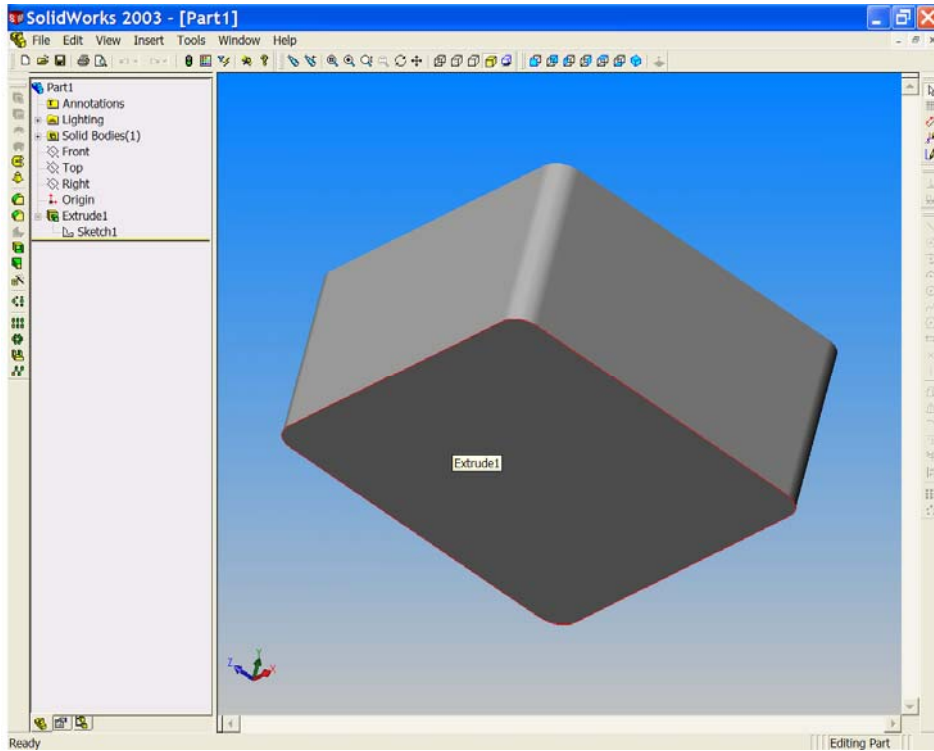 SolidWorks 2003 - [Part1]
File Edit View Insert Tools Window Help
Part1
Annotations
Lighting
Solid Bodies(1)
Front
Top
Right
Origin
Extrude1
Sketch1
Extrude1
Y
Z
X
Ready
Editing Part